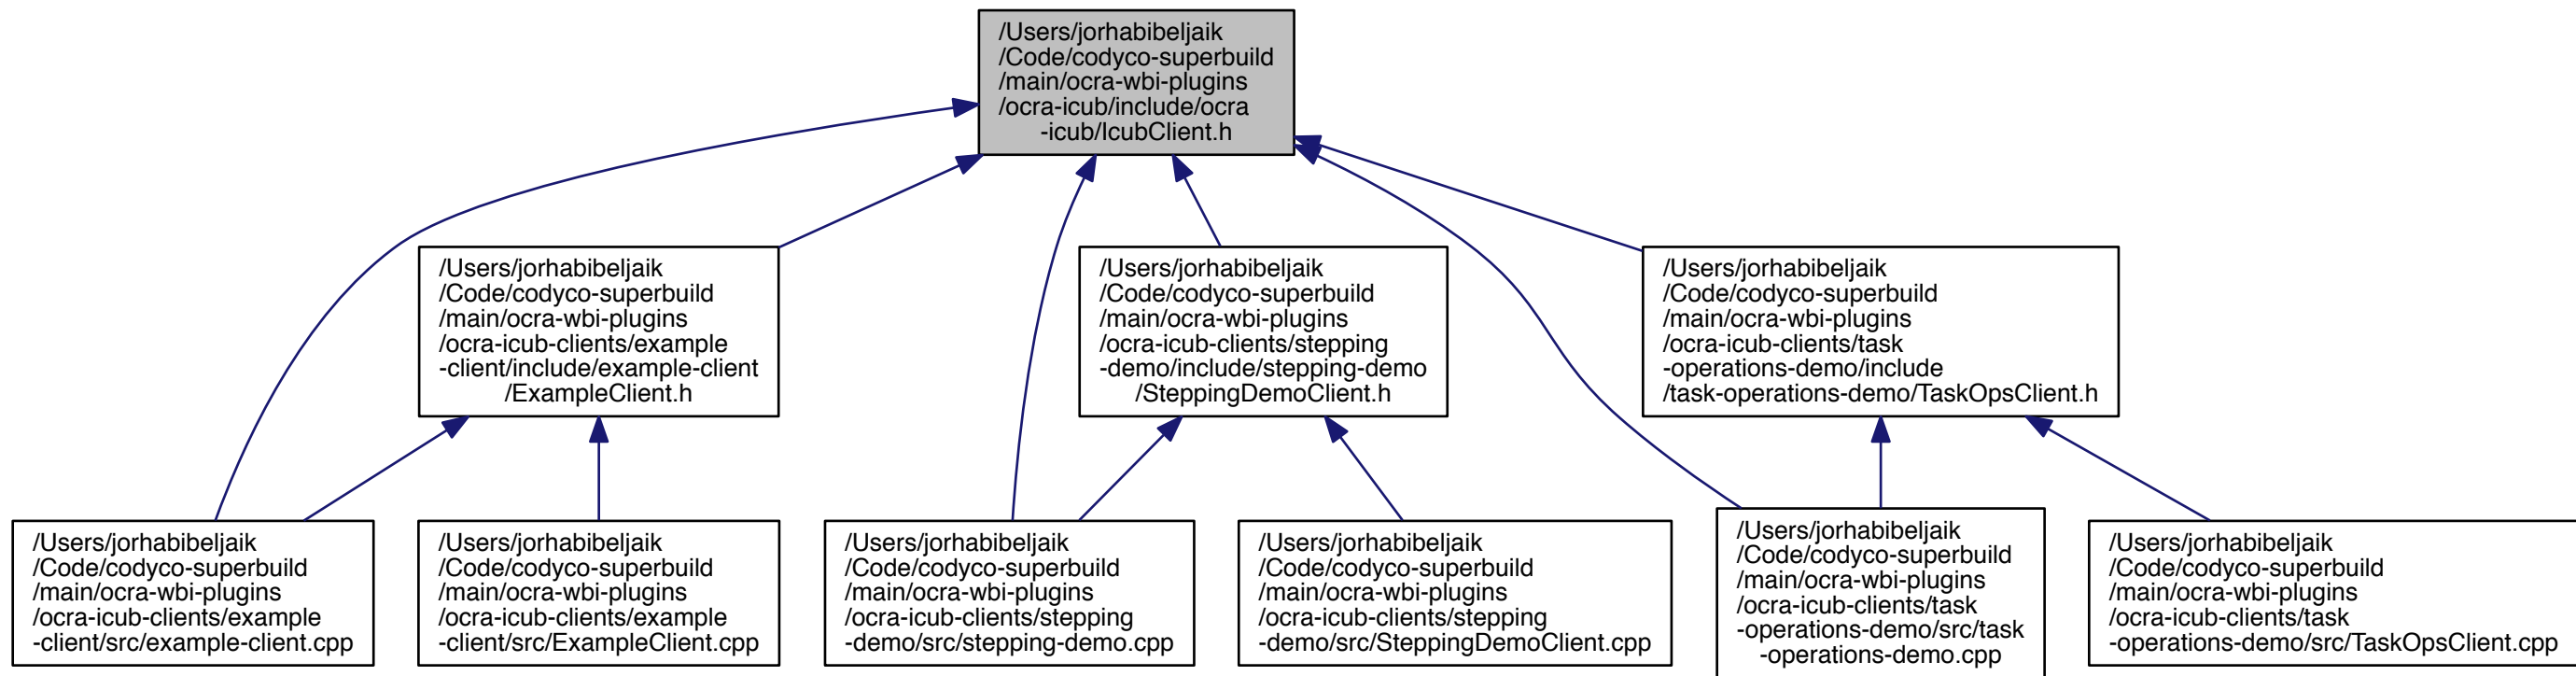 /Users/jorhabibeljaik
/Code/codyco-superbuild
/main/ocra-wbi-plugins
/ocra-icub/include/ocra
-icub/IcubClient.h
/Users/jorhabibeljaik
/Code/codyco-superbuild
/main/ocra-wbi-plugins
/ocra-icub-clients/example
-client/include/example-client
/ExampleClient.h
/Users/jorhabibeljaik
/Code/codyco-superbuild
/main/ocra-wbi-plugins
/ocra-icub-clients/stepping
-demo/include/stepping-demo
/SteppingDemoClient.h
/Users/jorhabibeljaik
/Code/codyco-superbuild
/main/ocra-wbi-plugins
/ocra-icub-clients/task
-operations-demo/include
/task-operations-demo/TaskOpsClient.h
/Users/jorhabibeljaik
/Code/codyco-superbuild
/main/ocra-wbi-plugins
/ocra-icub-clients/example
-client/src/example-client.cpp
/Users/jorhabibeljaik
/Code/codyco-superbuild
/main/ocra-wbi-plugins
/ocra-icub-clients/example
-client/src/ExampleClient.cpp
/Users/jorhabibeljaik
/Code/codyco-superbuild
/main/ocra-wbi-plugins
/ocra-icub-clients/stepping
-demo/src/stepping-demo.cpp
/Users/jorhabibeljaik
/Code/codyco-superbuild
/main/ocra-wbi-plugins
/ocra-icub-clients/stepping
-demo/src/SteppingDemoClient.cpp
/Users/jorhabibeljaik
/Code/codyco-superbuild
/main/ocra-wbi-plugins
/ocra-icub-clients/task
-operations-demo/src/task
-operations-demo.cpp
/Users/jorhabibeljaik
/Code/codyco-superbuild
/main/ocra-wbi-plugins
/ocra-icub-clients/task
-operations-demo/src/TaskOpsClient.cpp